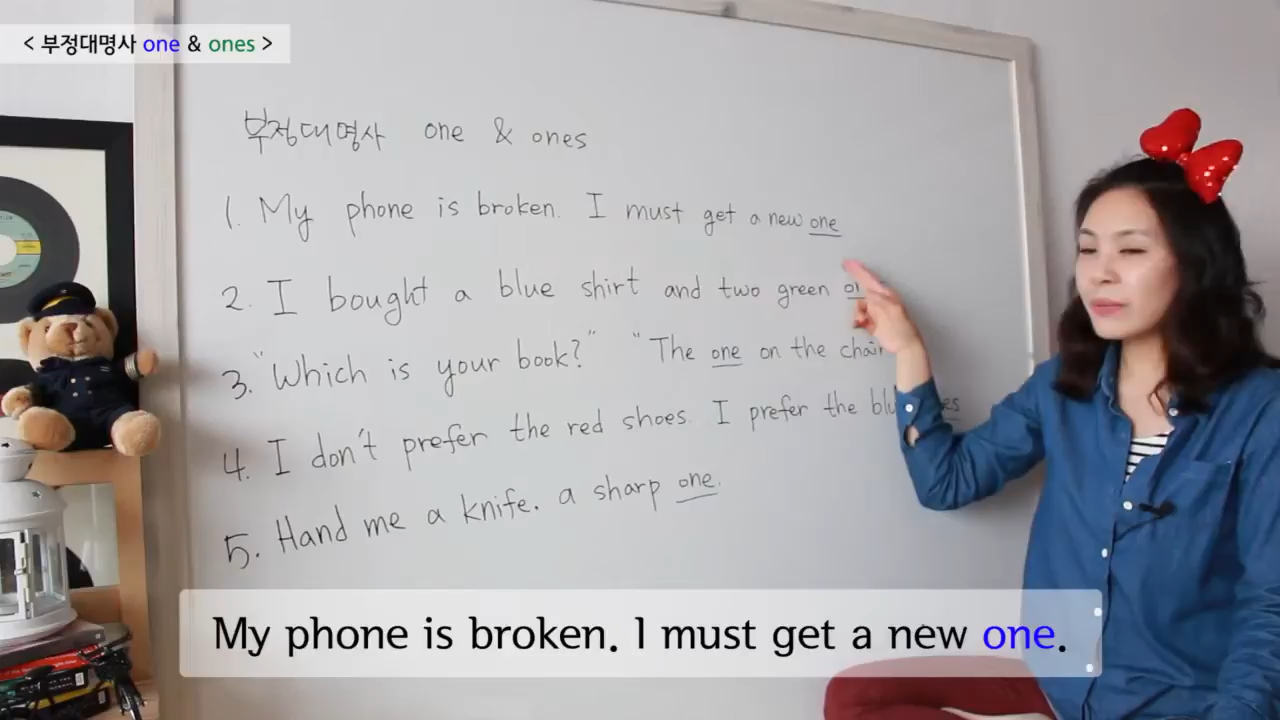 < 부정대명사 one & ones >
부정대명사 one & ones
1. My phone is broken. I must get a new one
2. I bought a blue shirt and two green
3. "Which is your book?" "The one on the chair
4. I don't prefer the red shoes. I prefer the
5. Hand me a knife. a sharp one.
My phone is broken. I must get a new one.